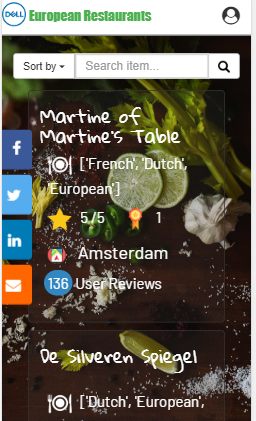 DELL European Restaurants
Sort by Search item...
Martine of
Martine's Table
['French', 'Dutch',
'European']
5/5 1
Amsterdam
136 User Reviews
De Silveren Spiegel
['Dutch', 'European',